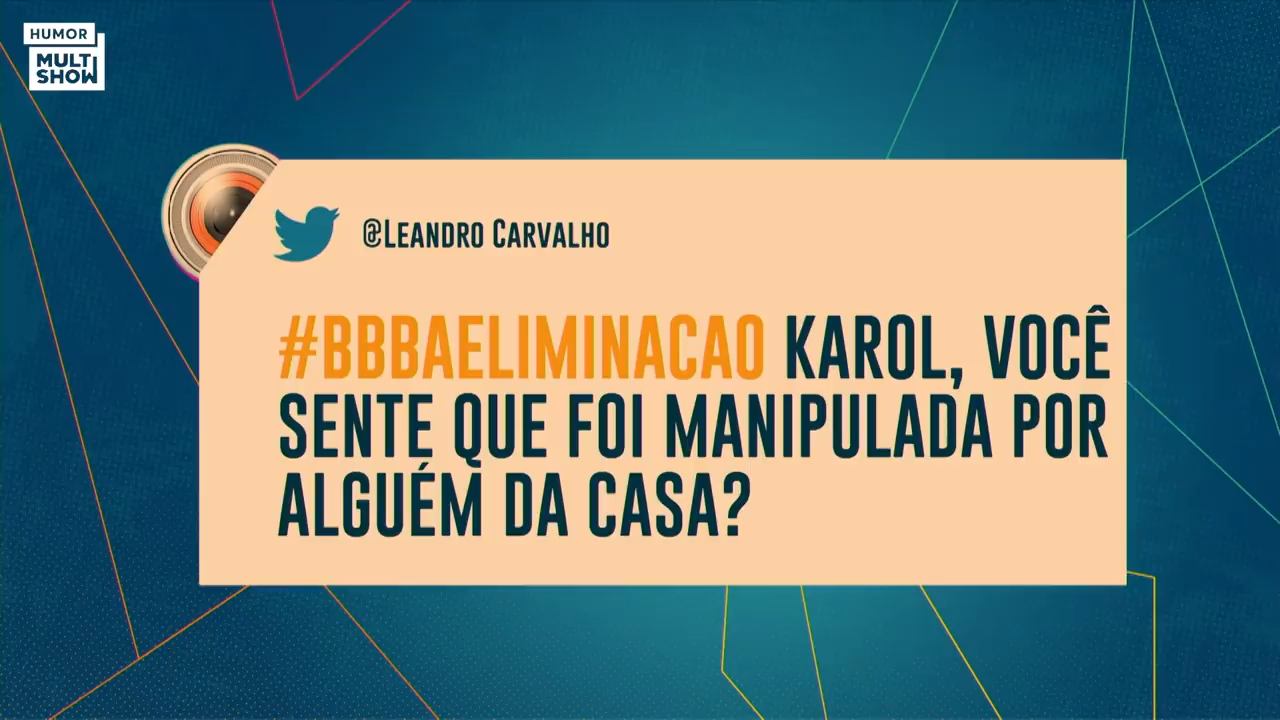 HUMOR
MULTI
SHOW
@LEANDRO CARVALHO
#BBBAELIMINACAO KAROL, VOCÊ
SENTE QUE FOI MANIPULADA POR
ALGUÉM DA CASA?